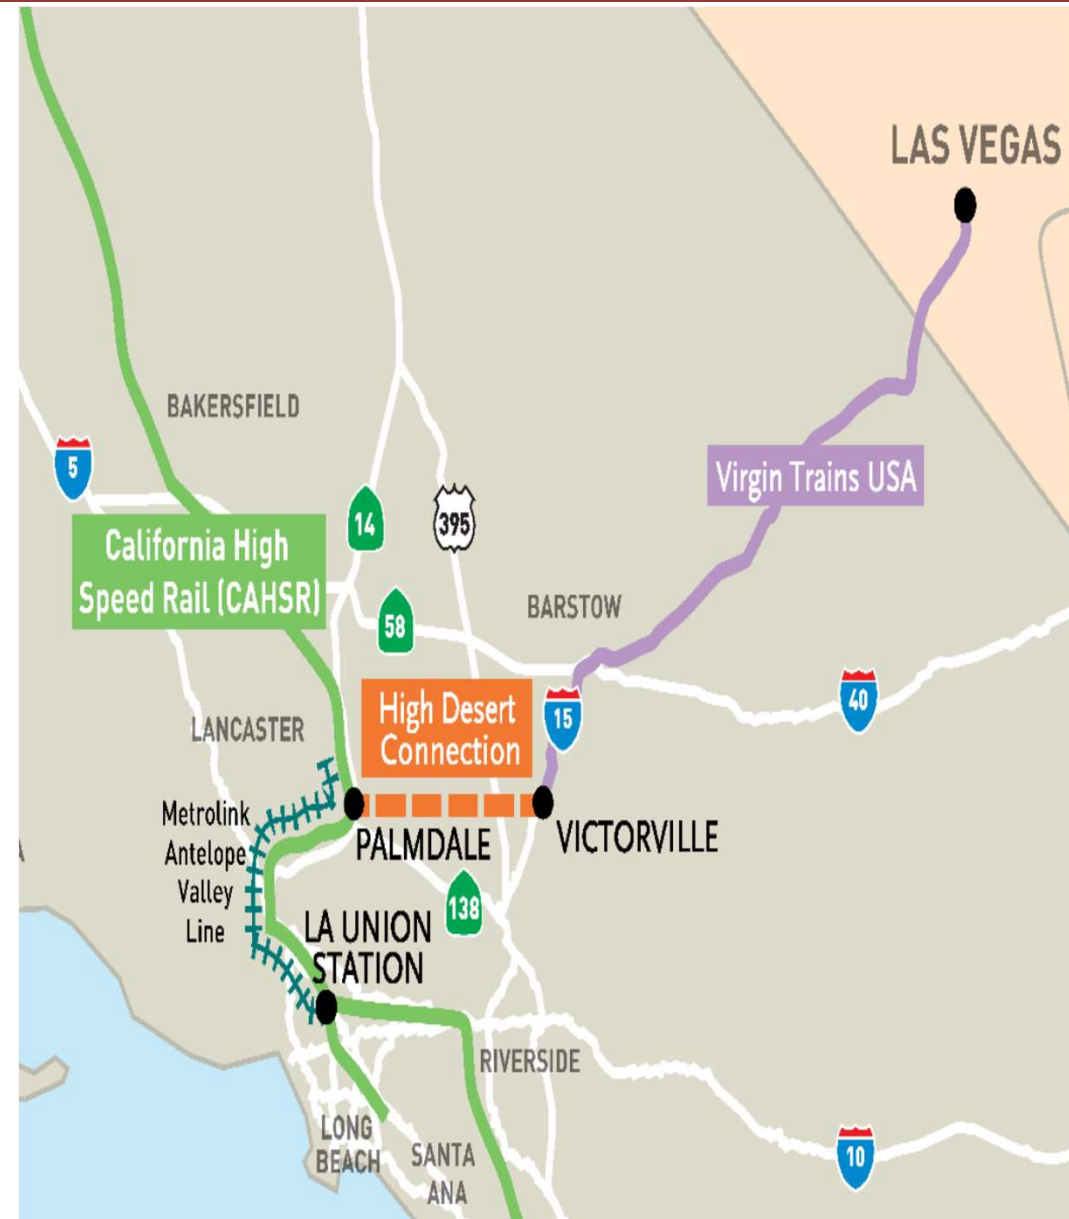 LAS VEGAS
BAKERSFIELD
5
Virgin Trains USA
14
395
California High
Speed Rail (CAHSR)
58
BARSTOW
High Desert
Connection
15
40
LANCASTER
Metrolink
Antelope
Valley
Line
PALMDALE
VICTORVILLE
138
LA UNION
STATION
RIVERSIDE
LONG
BEACH
SANTA
ANA
10